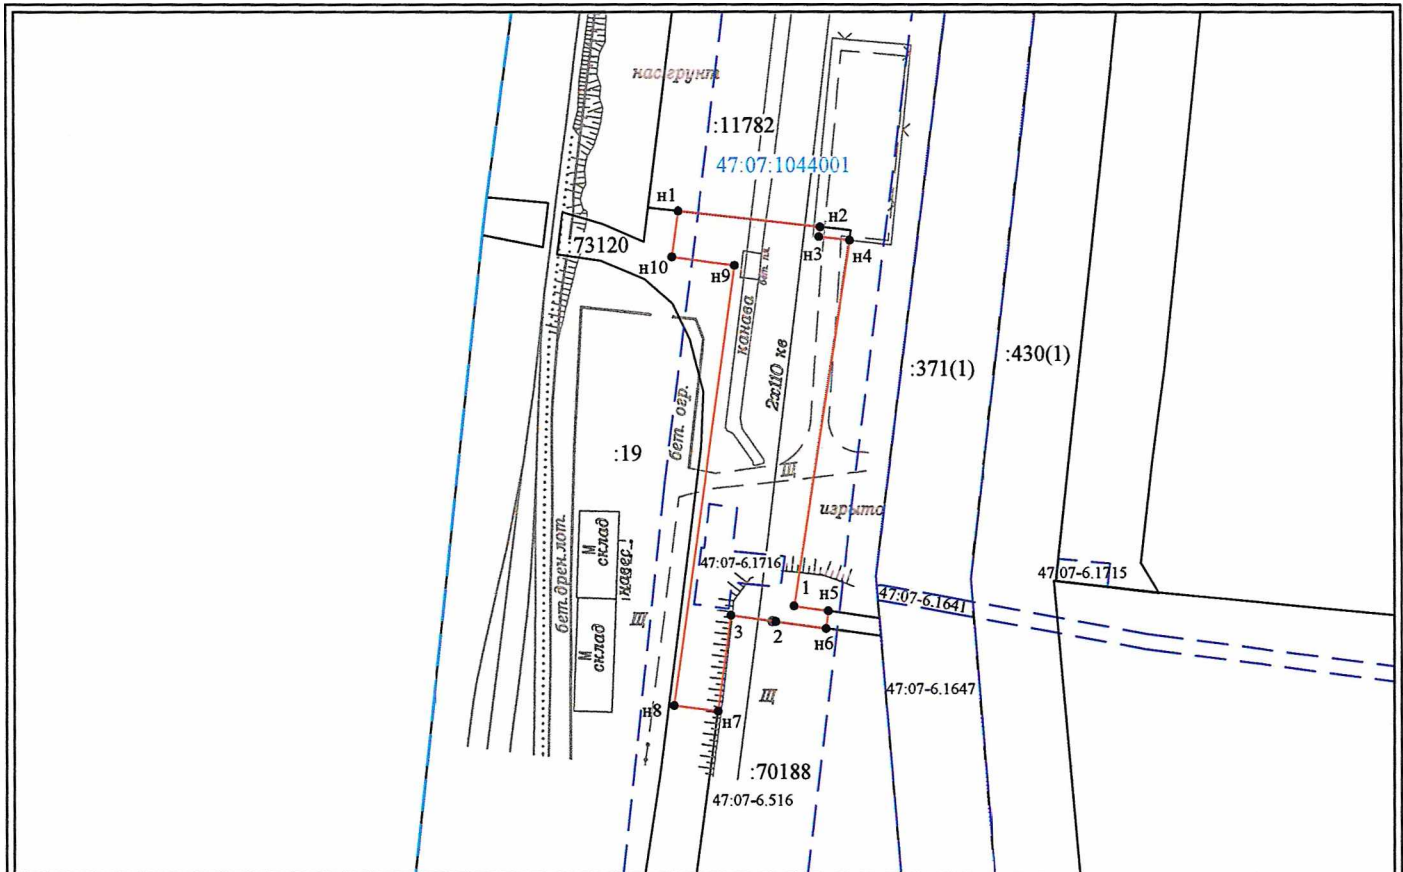 нас.грунт
:11782
47:07:1044001
н1
н2
н3
н4
:73120
н10
н9
бет. пл.
канава
2х110 кв
:371(1)
:430(1)
бет. огр.
:19
Щ
изрыто
М
склад
навес
бет.дрен.лот.
47:07-6.1716
47:07-6.1715
47:07-6.1641
1
н5
М
склад
Щ
3
2
н6
47:07-6.1647
Щ
н8
н7
:70188
47:07-6.516